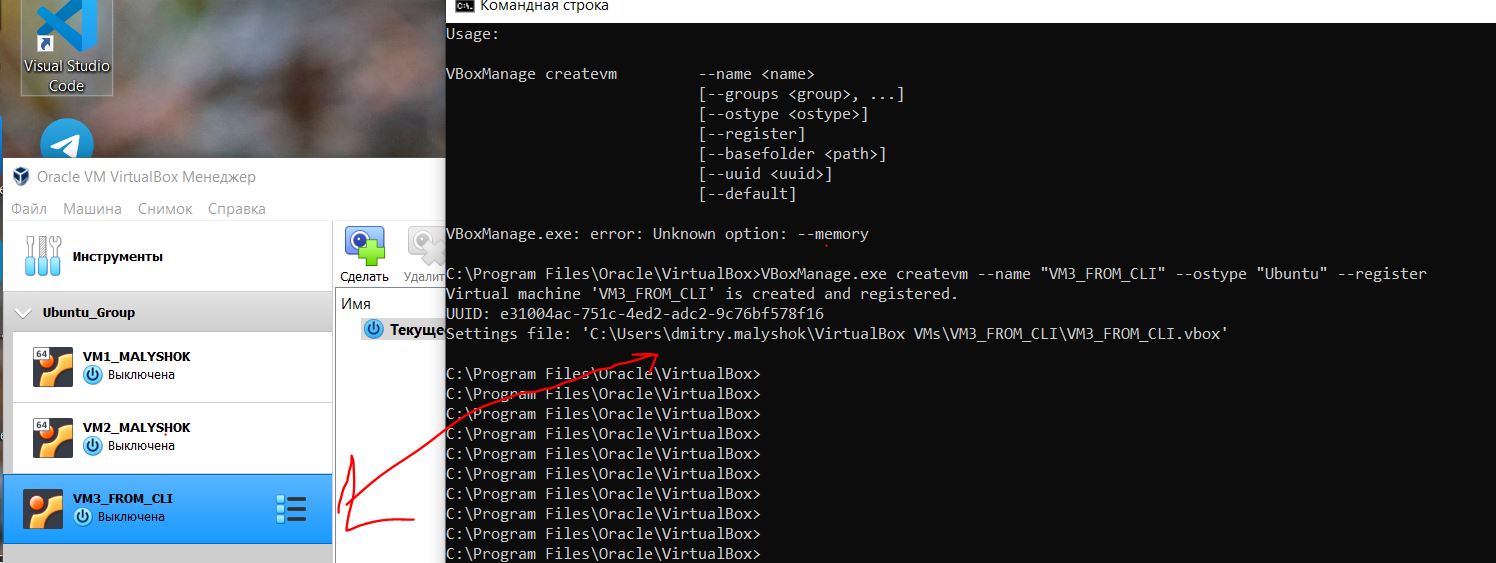 Visual Studio
Code
Oracle VM VirtualBox Менеджер
Файл Машина Снимок Справка
Инструменты
Ubuntu_Group
64
VM1_MALYSHOK
Выключена
64
VM2_MALYSHOK
Выключена
VM3_FROM_CLI
Выключена
Сделать Удалит
Имя
Текуще
C:\.
Командная строка
Usage:
VBoxManage createvm --name <name>
[--groups <group>, ...]
[--ostype <ostype>]
[--register]
[--basefolder <path>]
[--uuid <uuid>]
[--default]
VBoxManage.exe: error: Unknown option: --memory
C:\Program Files\Oracle\VirtualBox>VBoxManage.exe createvm --name "VM3_FROM_CLI" --ostype "Ubuntu" --register
Virtual machine 'VM3_FROM_CLI' is created and registered.
UUID: e31004ac-751c-4ed2-adc2-9c76bf578f16
Settings file: 'C:\Users\dmitry.malyshok\VirtualBox VMs\VM3_FROM_CLI\VM3_FROM_CLI.vbox'
C:\Program Files\Oracle\VirtualBox>
C:\Program Files\Oracle\VirtualBox>
C:\Program Files\Oracle\VirtualBox>
C:\Program Files\Oracle\VirtualBox>
C:\Program Files\Oracle\VirtualBox>
C:\Program Files\Oracle\VirtualBox>
C:\Program Files\Oracle\VirtualBox>
C:\Program Files\Oracle\VirtualBox>
C:\Program Files\Oracle\VirtualBox>
C:\Program Files\Oracle\VirtualBox>